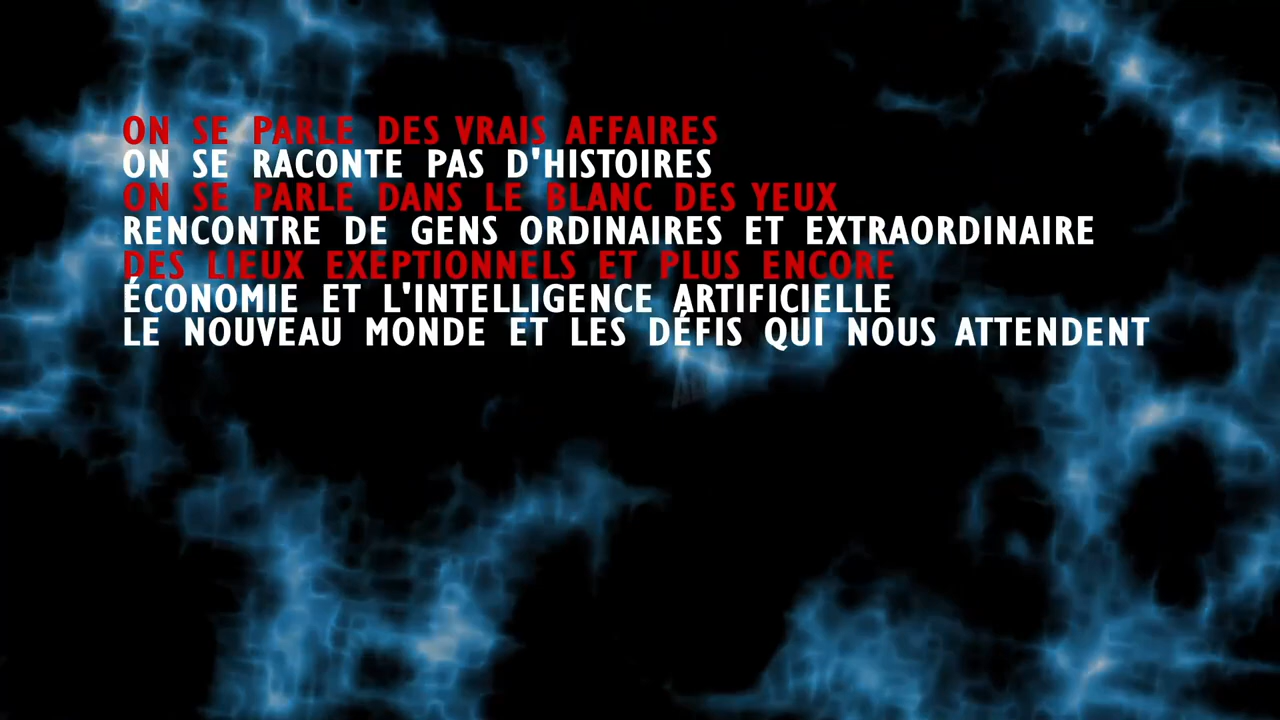 ON SE PARLE DES VRAIS AFFAIRES
ON SE RACONTE PAS D'HISTOIRES
ON SE PARLE DANS LE BLANC DES YEUX
RENCONTRE DE GENS ORDINAIRES ET EXTRAORDINAIRE
DES LIEUX EXEPTIONNELS ET PLUS ENCORE
ÉCONOMIE ET L'INTELLIGENCE ARTIFICIELLE
LE NOUVEAU MONDE ET LES DÉFIS QUI NOUS ATTENDENT